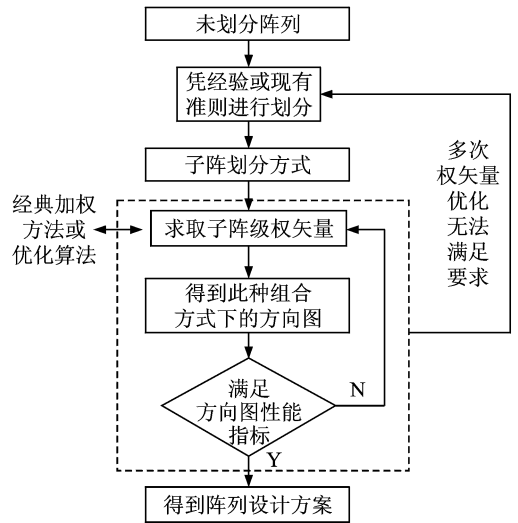 未划分阵列
凭经验或现有
准则进行划分
子阵划分方式
经典加权
方法或
优化算法
求取子阵级权矢量
得到此种组合
方式下的方向图
满足
方向图性能
指标
N
Y
得到阵列设计方案
多次
权矢量
优化
无法
满足
要求